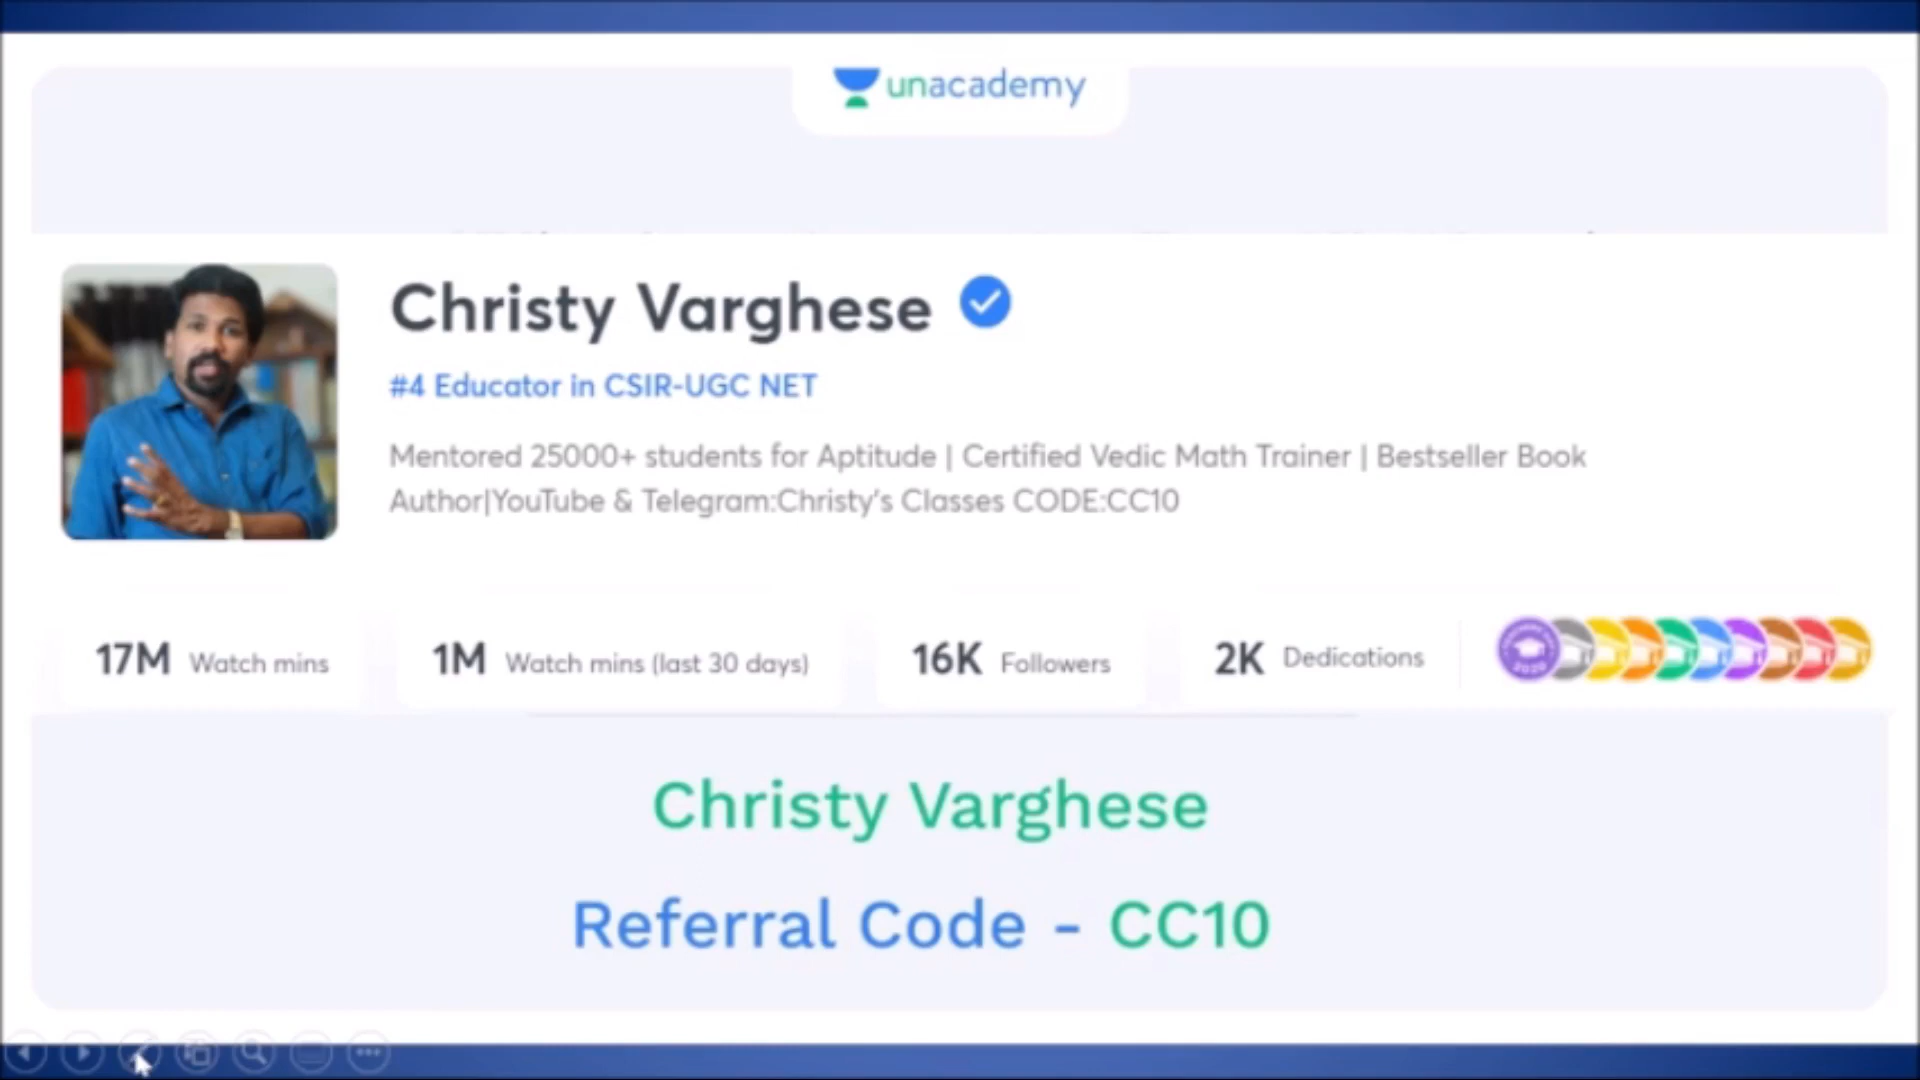 unacademy
Christy Varghese
#4 Educator in CSIR-UGC NET
Mentored 25000+ students for Aptitude | Certified Vedic Math Trainer | Bestseller Book
Author|YouTube & Telegram:Christy's Classes CODE:CC10
17M Watch mins 1M Watch mins (last 30 days) 16K Followers 2K Dedications
Christy Varghese
Referral Code - CC10